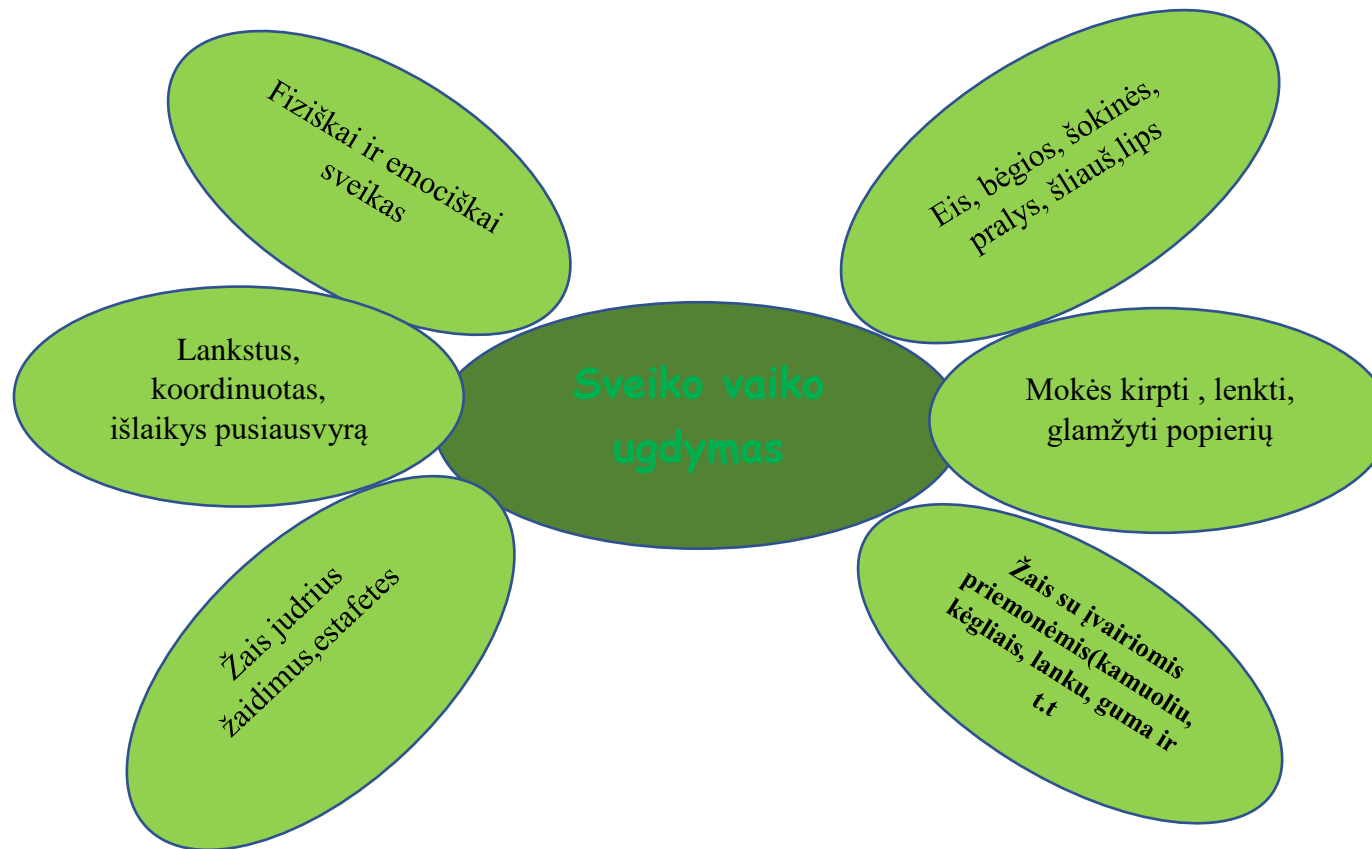 Fiziškai ir emociškai
sveikas
Eis, bėgios, šokinės,
pralys, šliauš,lips
Lankstus,
koordinuotas,
išlaikys pusiausvyrą
Sveiko vaiko
ugdymas
Mokės kirpti , lenkti,
glamžyti popierių
Žais judrius
žaidimus,estafetes
Žais su įvairiomis
priemonėmis(kamuoliu,
kėgliais, lanku, guma ir
t.t